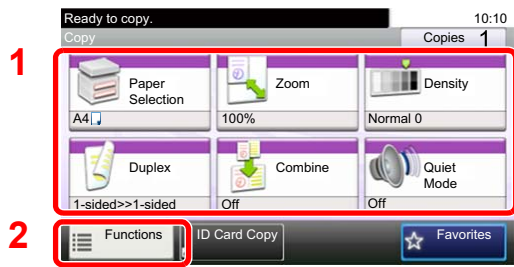 Ready to copy.
10:10
Copy
Copies 1
1
Paper
Selection
A4
Zoom
100%
Density
Normal 0
Duplex
1-sided>>1-sided
Combine
Off
Quiet
Mode
Off
2
Functions
ID Card Copy
Favorites